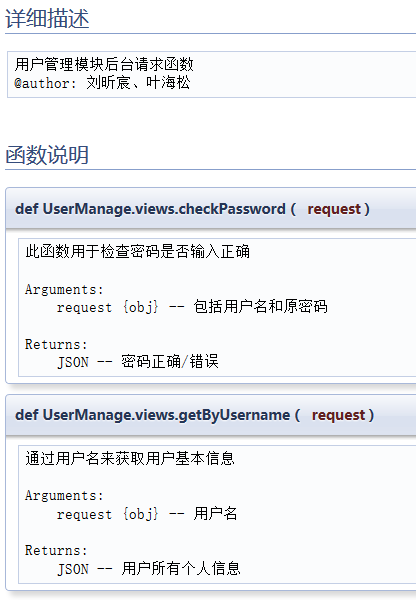 详细描述
用户管理模块后台请求函数
@author: 刘昕宸、叶海松
函数说明
def UserManage.views.checkPassword ( request )
此函数用于检查密码是否输入正确
Arguments:
request {obj} -- 包括用户名和原密码
Returns:
JSON -- 密码正确/错误
def UserManage.views.getByUsername ( request )
通过用户名来获取用户基本信息
Arguments:
request {obj} -- 用户名
Returns:
JSON -- 用户所有个人信息